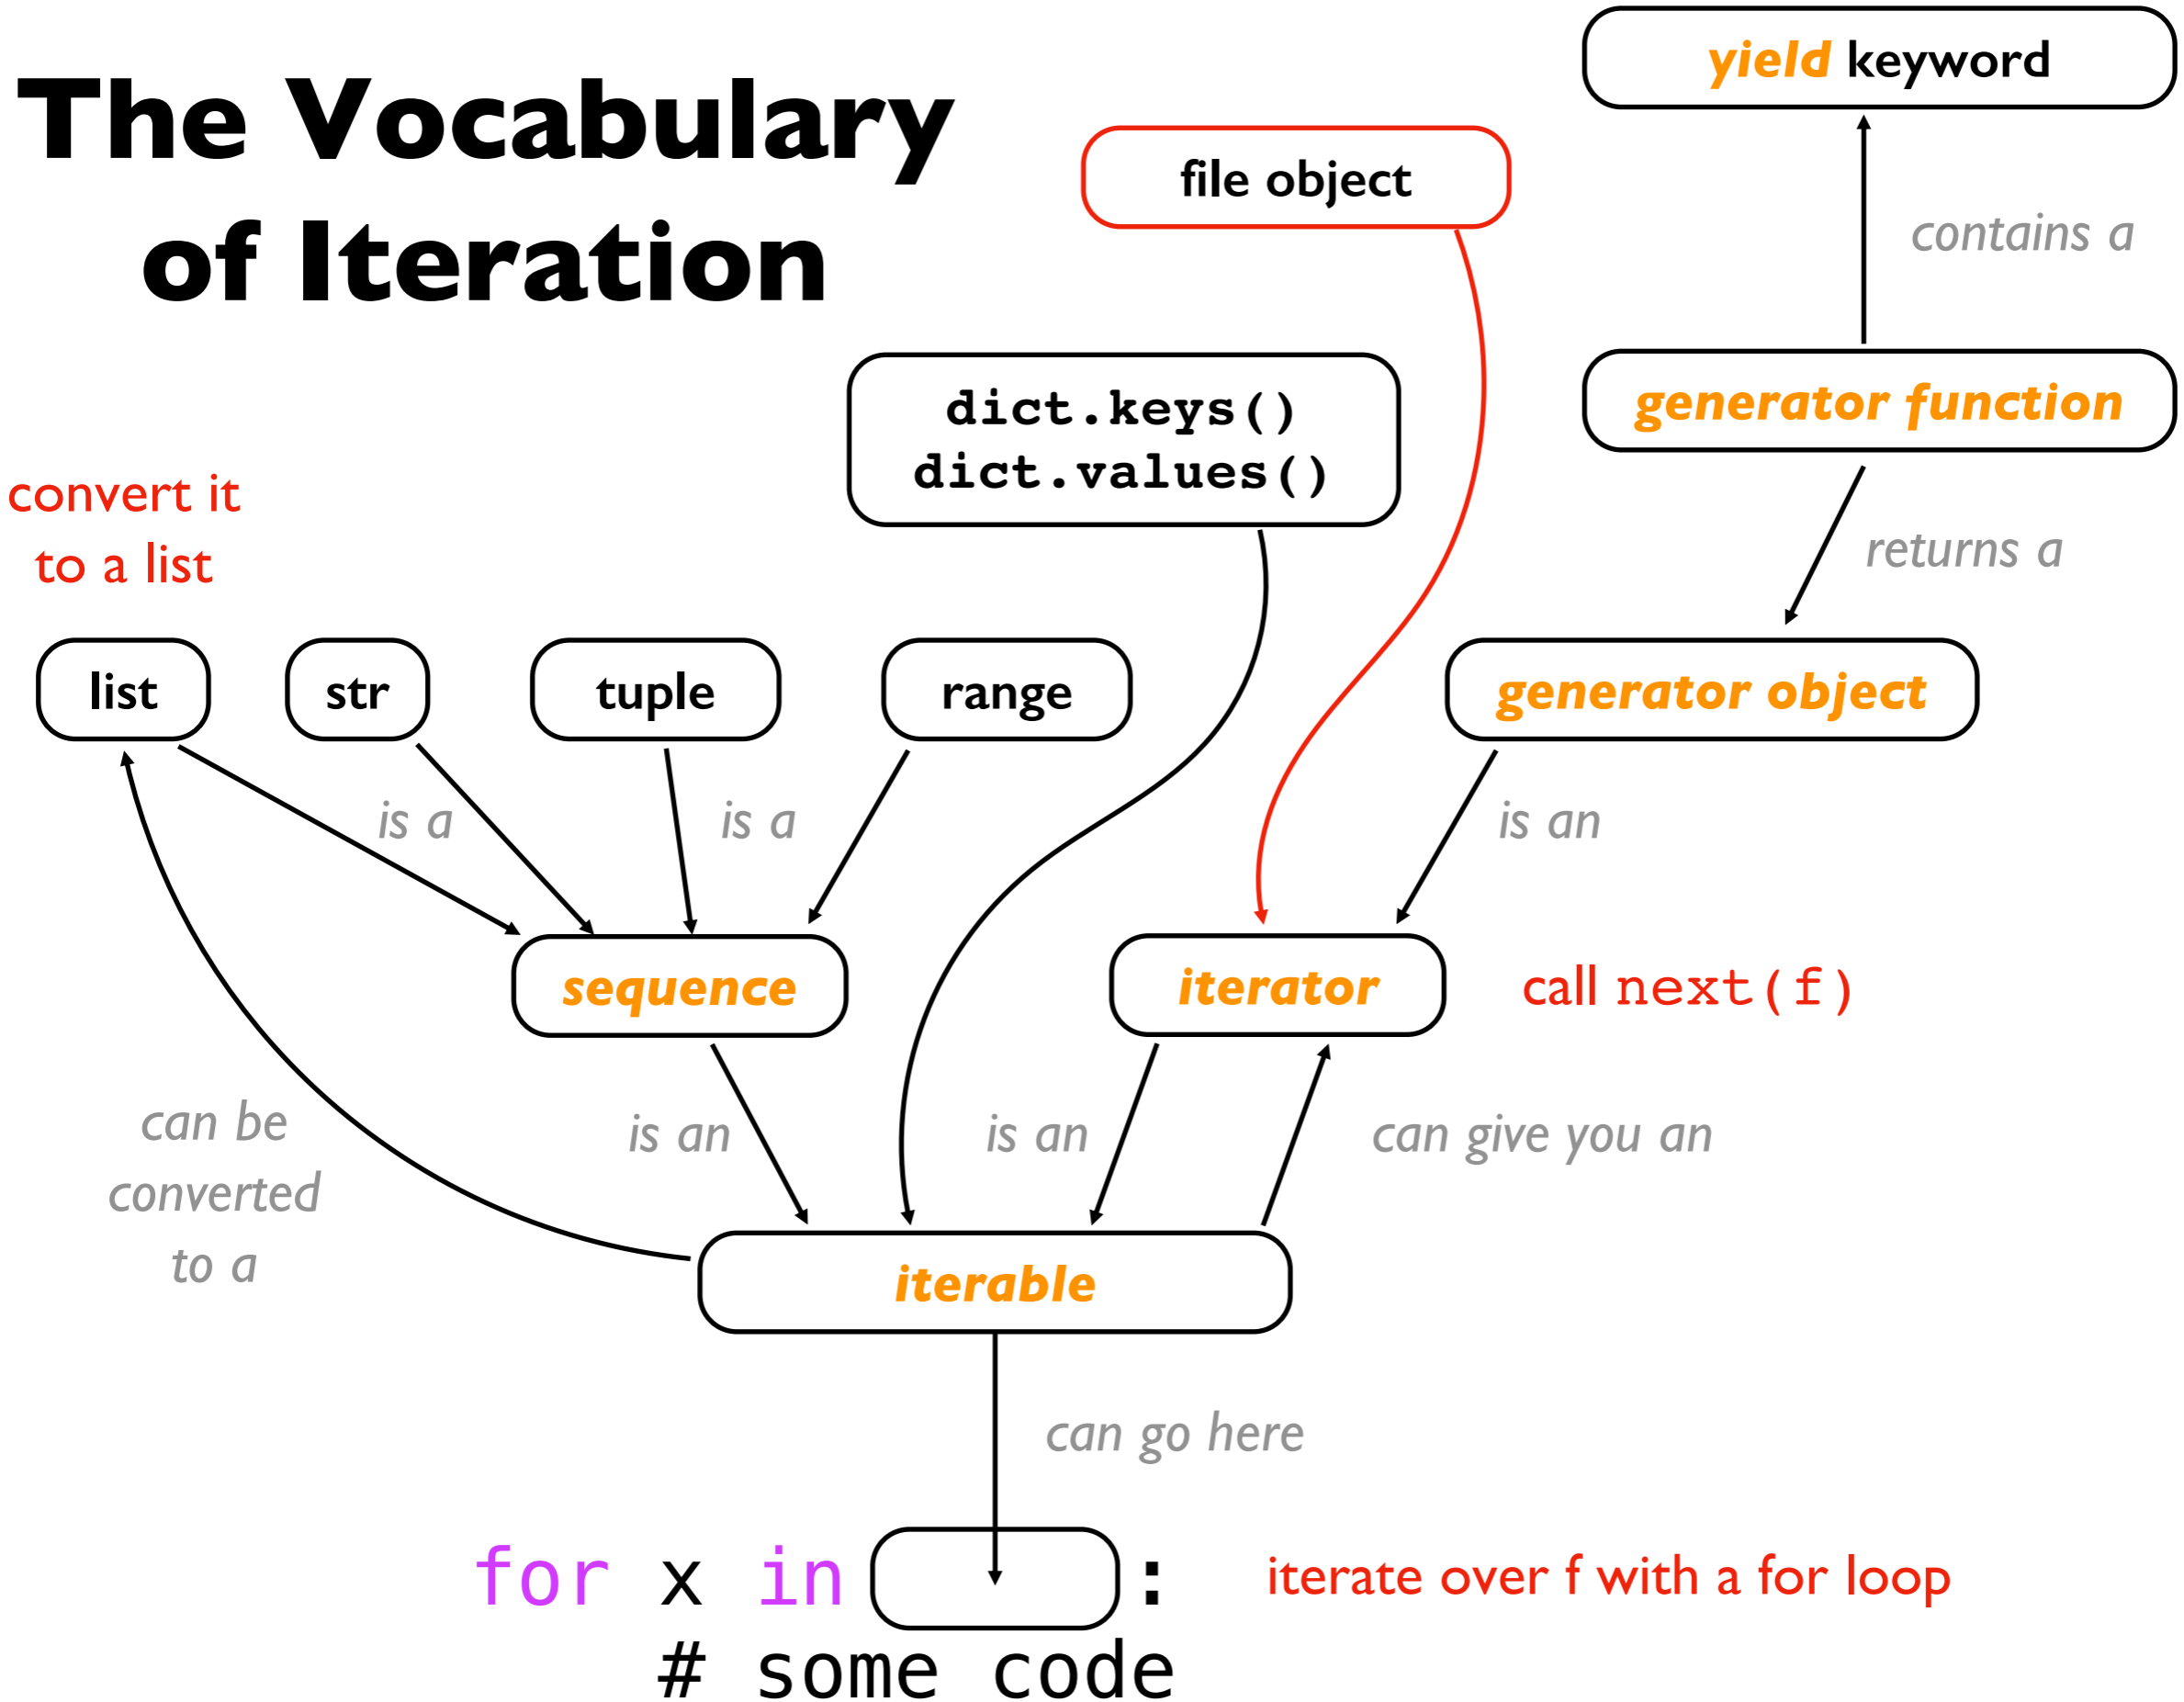 The Vocabulary
of Iteration
yield keyword
file object
contains a
dict.keys()
dict.values()
generator function
convert it
to a list
returns a
list
str
tuple
range
generator object
is a
is a
is an
sequence
iterator
call next(f)
can be
converted
to a
is an
is an
can give you an
iterable
can go here
for x in :
# some code
iterate over f with a for loop